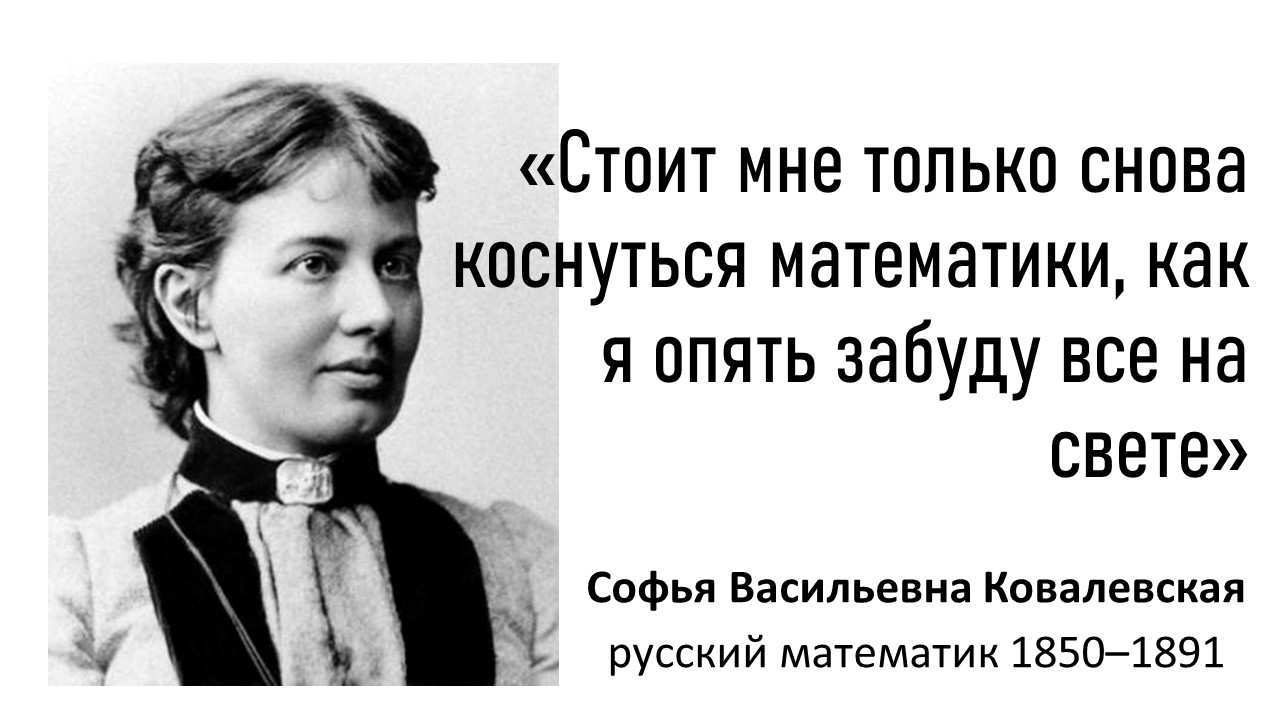 «Стоит мне только снова
коснуться математики, как
я опять забуду все на
свете»
Софья Васильевна Ковалевская
русский математик 1850–1891